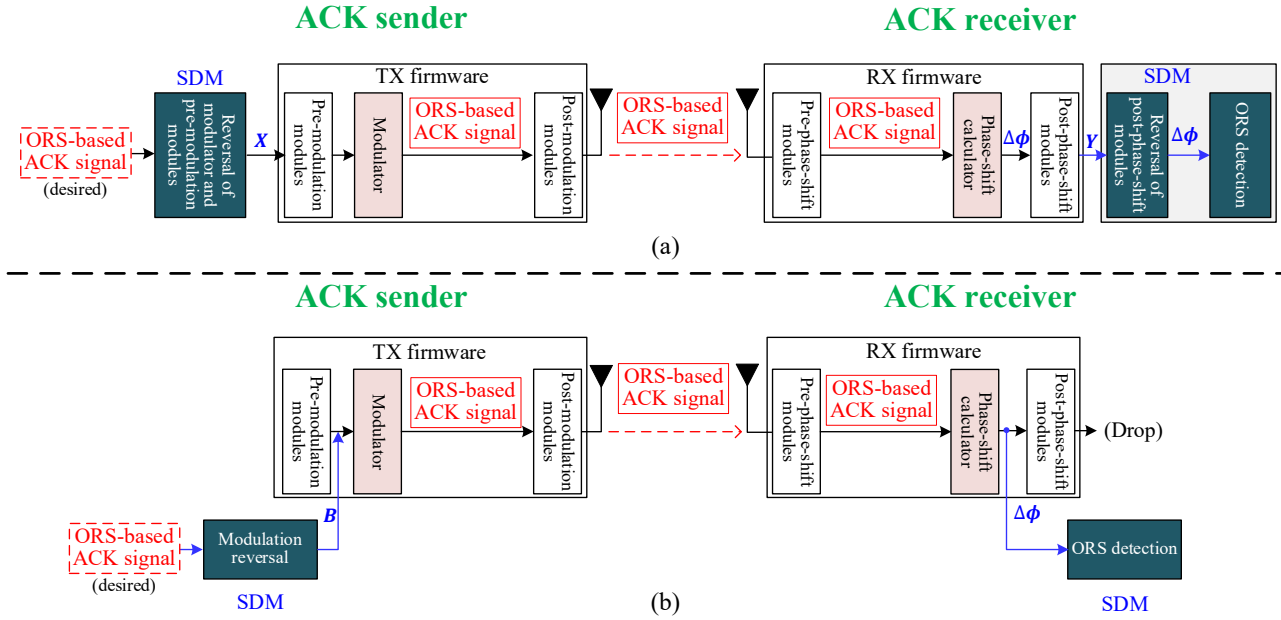 ACK sender
ACK receiver
SDM
TX firmware
RX firmware
SDM
ORS-based
ACK signal
(desired)
Reversal of
modulator and
pre-modulation
modules
X
Pre-modulation
modules
Modulator
ORS-based
ACK signal
Post-modulation
modules
ORS-based
ACK signal
Pre-phase-shift
modules
ORS-based
ACK signal
Phase-shift
calculator
Δϕ
Post-phase-shift
modules
Y
Reversal of
post-phase-shift
modules
Δϕ
ORS detection
(a)
ACK sender
ACK receiver
TX firmware
RX firmware
Pre-modulation
modules
Modulator
ORS-based
ACK signal
Post-modulation
modules
ORS-based
ACK signal
Pre-phase-shift
modules
ORS-based
ACK signal
Phase-shift
calculator
Post-phase-shift
modules
(Drop)
B
Δϕ
ORS-based
ACK signal
(desired)
Modulation
reversal
SDM
ORS detection
SDM
(b)